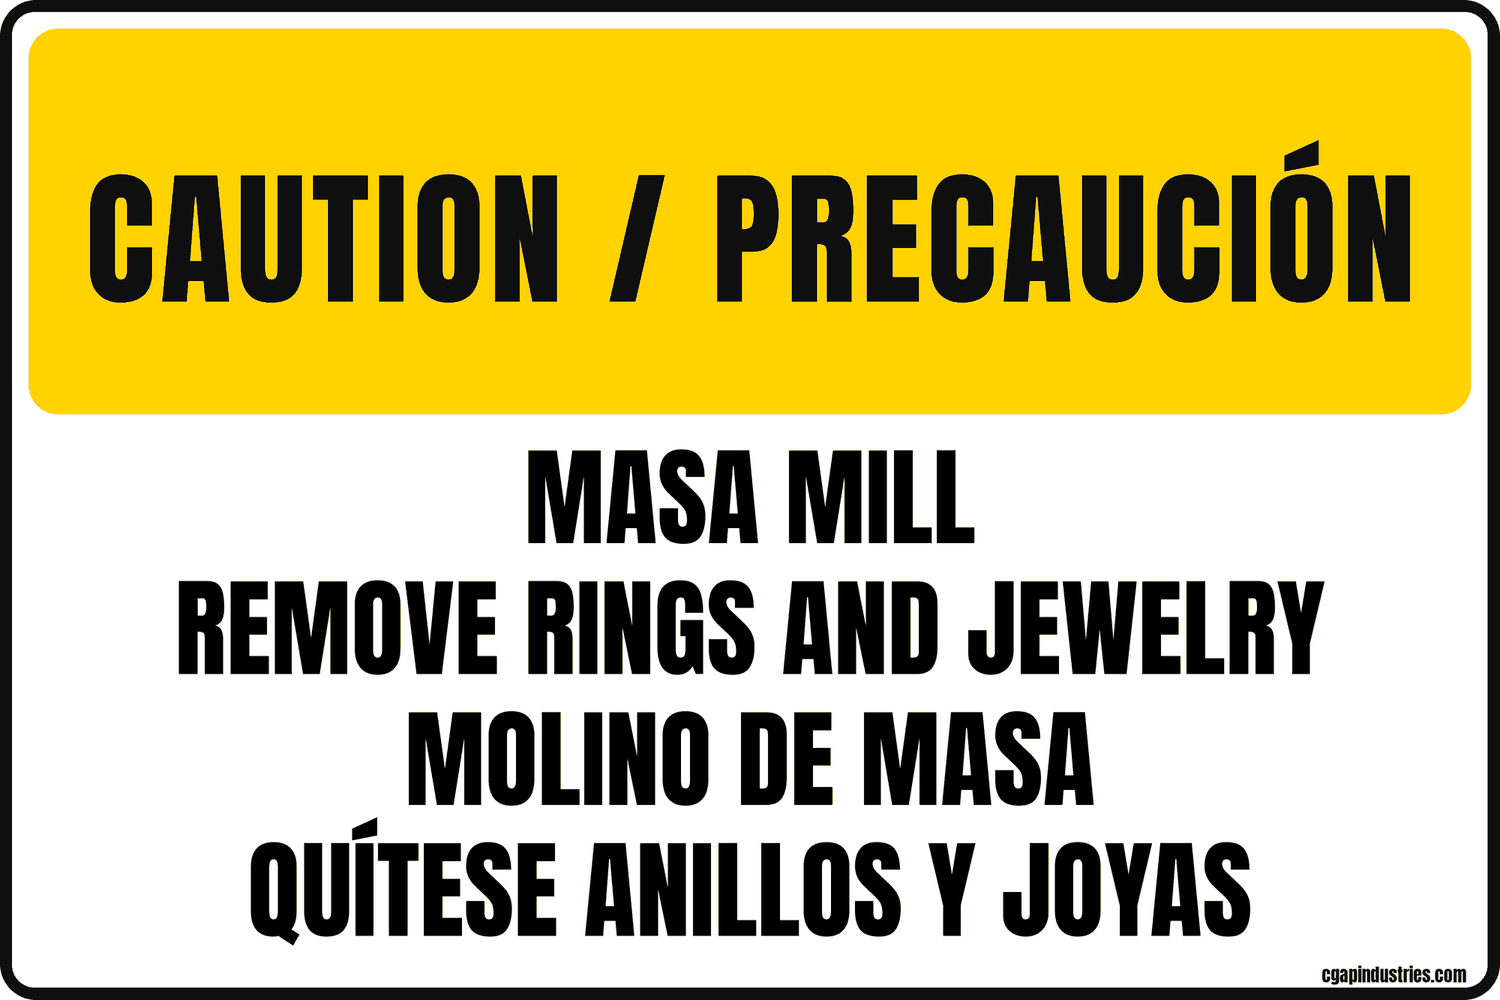 CAUTION / PRECAUCIÓN
MASA MILL
REMOVE RINGS AND JEWELRY
MOLINO DE MASA
QUÍTESE ANILLOS Y JOYAS
cgapindustries.com